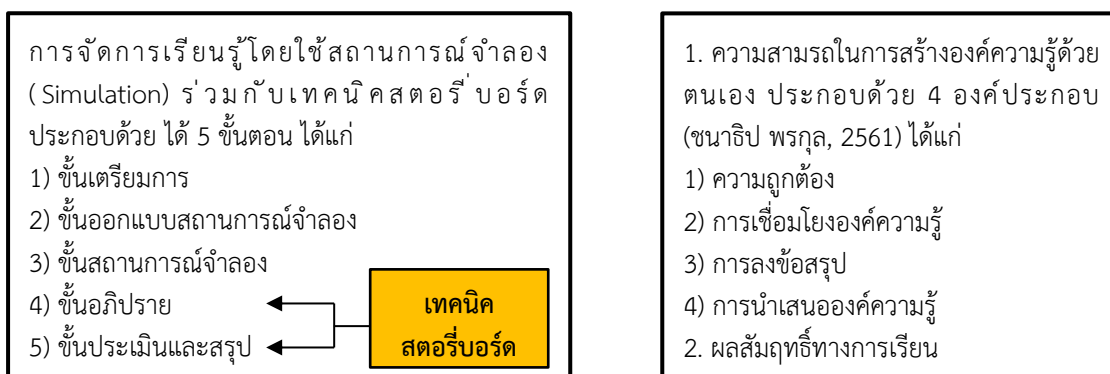 การจัดการเรียนรู้โดยใช้สถานการณ์จำลอง
(Simulation) ร่วมกับเทคนิคสตอรี่บอร์ด
ประกอบด้วย ได้ 5 ขั้นตอน ได้แก่
1) ขั้นเตรียมการ
2) ขั้นออกแบบสถานการณ์จำลอง
3) ขั้นสถานการณ์จำลอง
4) ขั้นอภิปราย
5) ขั้นประเมินและสรุป
เทคนิค
สตอรี่บอร์ด
1. ความสามรถในการสร้างองค์ความรู้ด้วย
ตนเอง ประกอบด้วย 4 องค์ประกอบ
(ชนาธิป พรกุล, 2561) ได้แก่
1) ความถูกต้อง
2) การเชื่อมโยงองค์ความรู้
3) การลงข้อสรุป
4) การนำเสนอองค์ความรู้
2. ผลสัมฤทธิ์ทางการเรียน